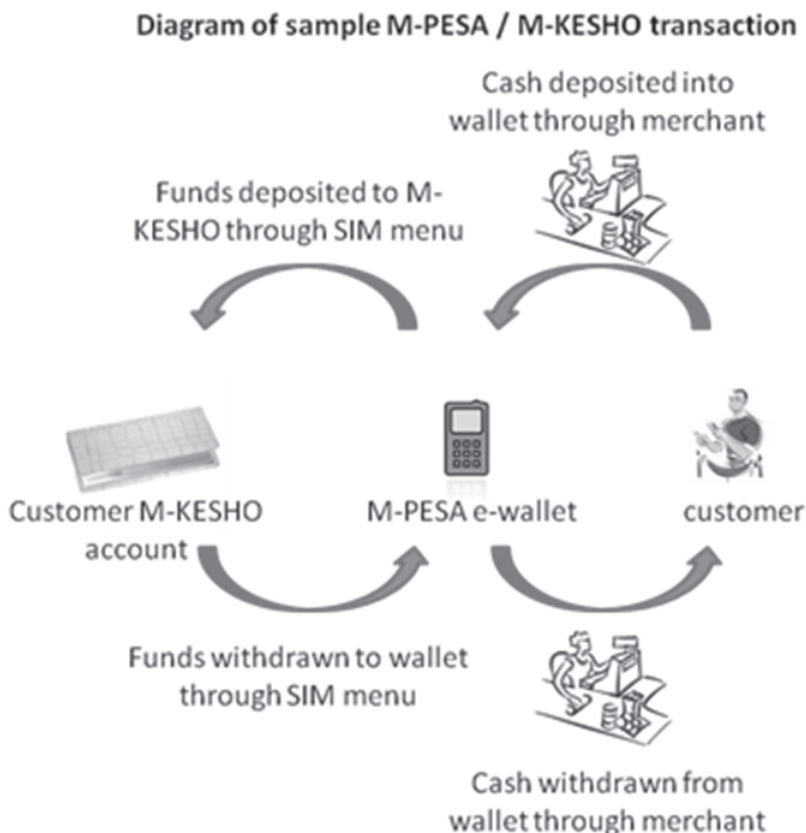 Diagram of sample M-PESA / M-KESHO transaction
Cash deposited into
wallet through merchant
Funds deposited to M-
KESHO through SIM menu
Customer M-KESHO
account
M-PESA e-wallet
customer
Funds withdrawn to wallet
through SIM menu
Cash withdrawn from
wallet through merchant